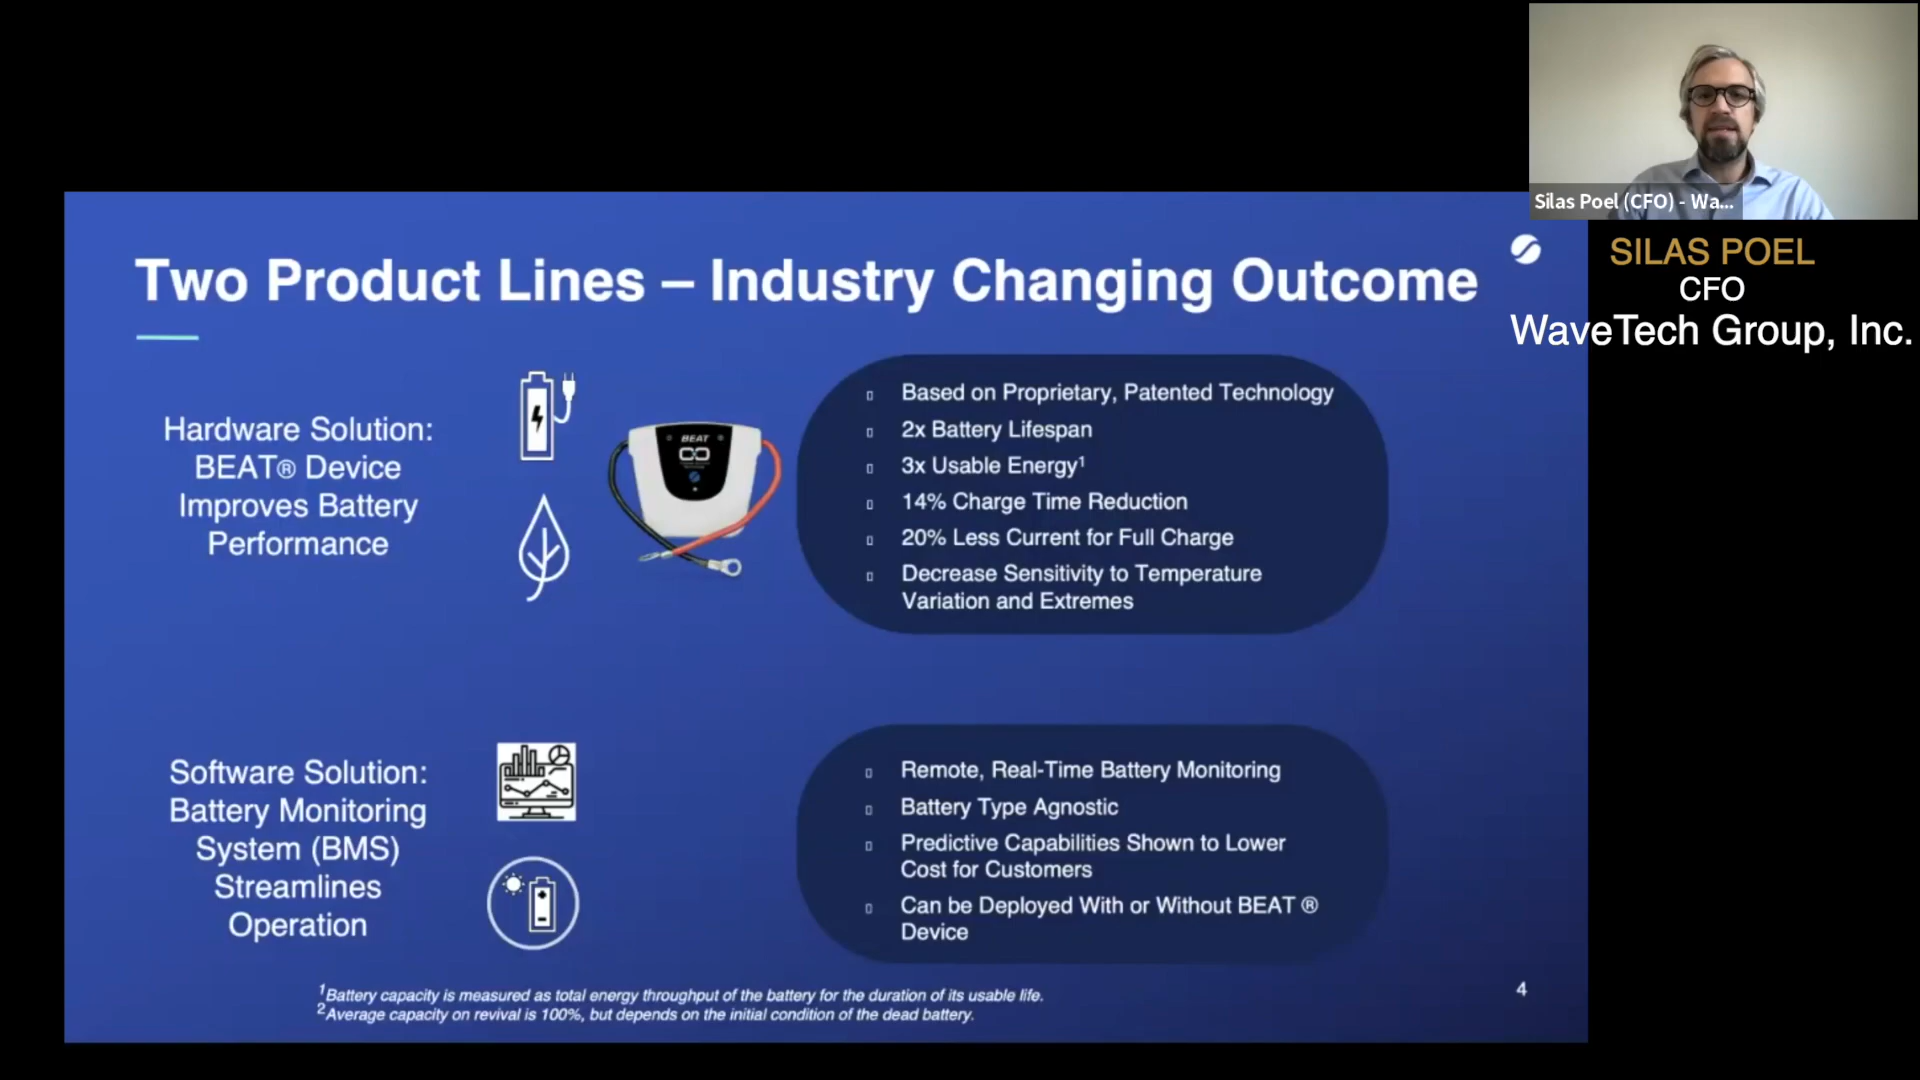 Silas Poel (CFO) - Wa...
SILAS POEL
CFO
WaveTech Group, Inc.
Two Product Lines – Industry Changing Outcome
Hardware Solution:
BEAT® Device
Improves Battery
Performance
BEAT
Based on Proprietary, Patented Technology
2x Battery Lifespan
3x Usable Energy¹
14% Charge Time Reduction
20% Less Current for Full Charge
Decrease Sensitivity to Temperature
Variation and Extremes
Software Solution:
Battery Monitoring
System (BMS)
Streamlines
Operation
Remote, Real-Time Battery Monitoring
Battery Type Agnostic
Predictive Capabilities Shown to Lower
Cost for Customers
Can be Deployed With or Without BEAT ®
Device
¹Battery capacity is measured as total energy throughput of the battery for the duration of its usable life.
²Average capacity on revival is 100%, but depends on the initial condition of the dead battery.
4